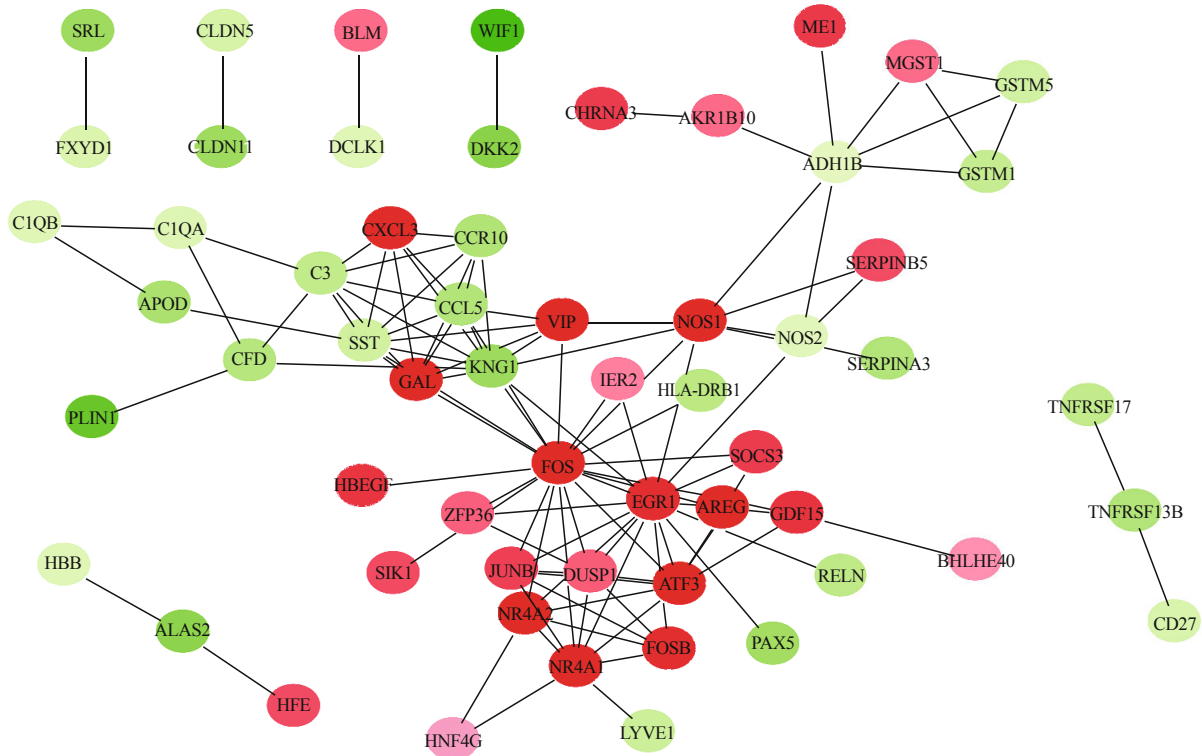 SRL
CLDN5
BLM
WIF1
ME1
MGST1
GSTM5
CHRNA3
AKR1B10
FXYD1
CLDN11
DCLK1
DKK2
ADH1B
GSTM1
C1QB
C1QA
CXCL3
CCR10
C3
SERPINB5
APOD
CCL5
VIP
NOS1
SST
NOS2
CFD
GAL
KNG1
SERPINA3
IER2
HLA-DRB1
PLIN1
TNFRSF17
FOS
SOCS3
HBEGF
EGR1
AREG
GDF15
ZFP36
TNFRSF13B
HBB
SIK1
JUNB
DUSP1
ATF3
RELN
BHLHE40
NR4A2
ALAS2
FOSB
PAX5
CD27
NR4A1
HFE
HNF4G
LYVE1